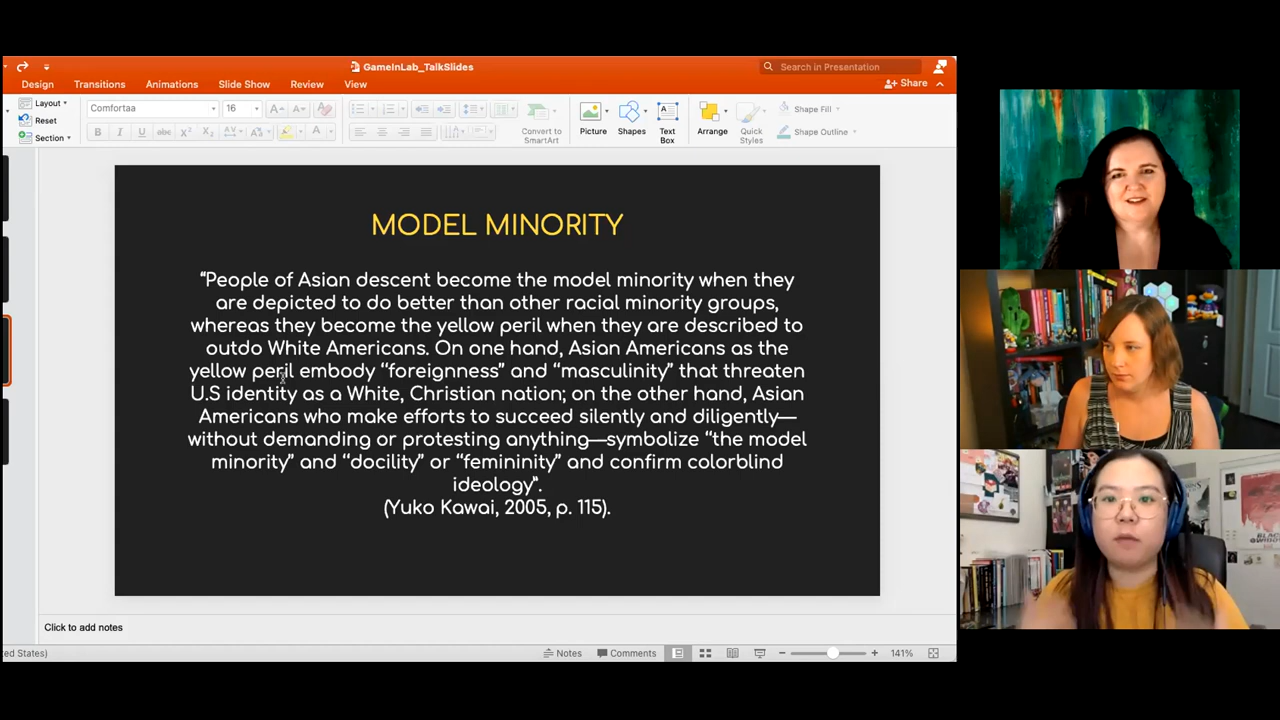 GameInLab_TalkSlides
Search in Presentation
Design
Transitions
Animations
Slide Show
Review
View
Share
Layout
Reset
Section
Comfortaa
16
Convert to
SmartArt
Picture
Shapes
Text
Box
Arrange
Quick
Styles
Shape Fill
Shape Outline
MODEL MINORITY
“People of Asian descent become the model minority when they
are depicted to do better than other racial minority groups,
whereas they become the yellow peril when they are described to
outdo White Americans. On one hand, Asian Americans as the
yellow peril embody “foreignness” and “masculinity” that threaten
U.S identity as a White, Christian nation; on the other hand, Asian
Americans who make efforts to succeed silently and diligently—
without demanding or protesting anything—symbolize “the model
minority” and “docility” or “femininity” and confirm colorblind
ideology”.
(Yuko Kawai, 2005, p. 115).
Click to add notes
ted States)
Notes
Comments
141%